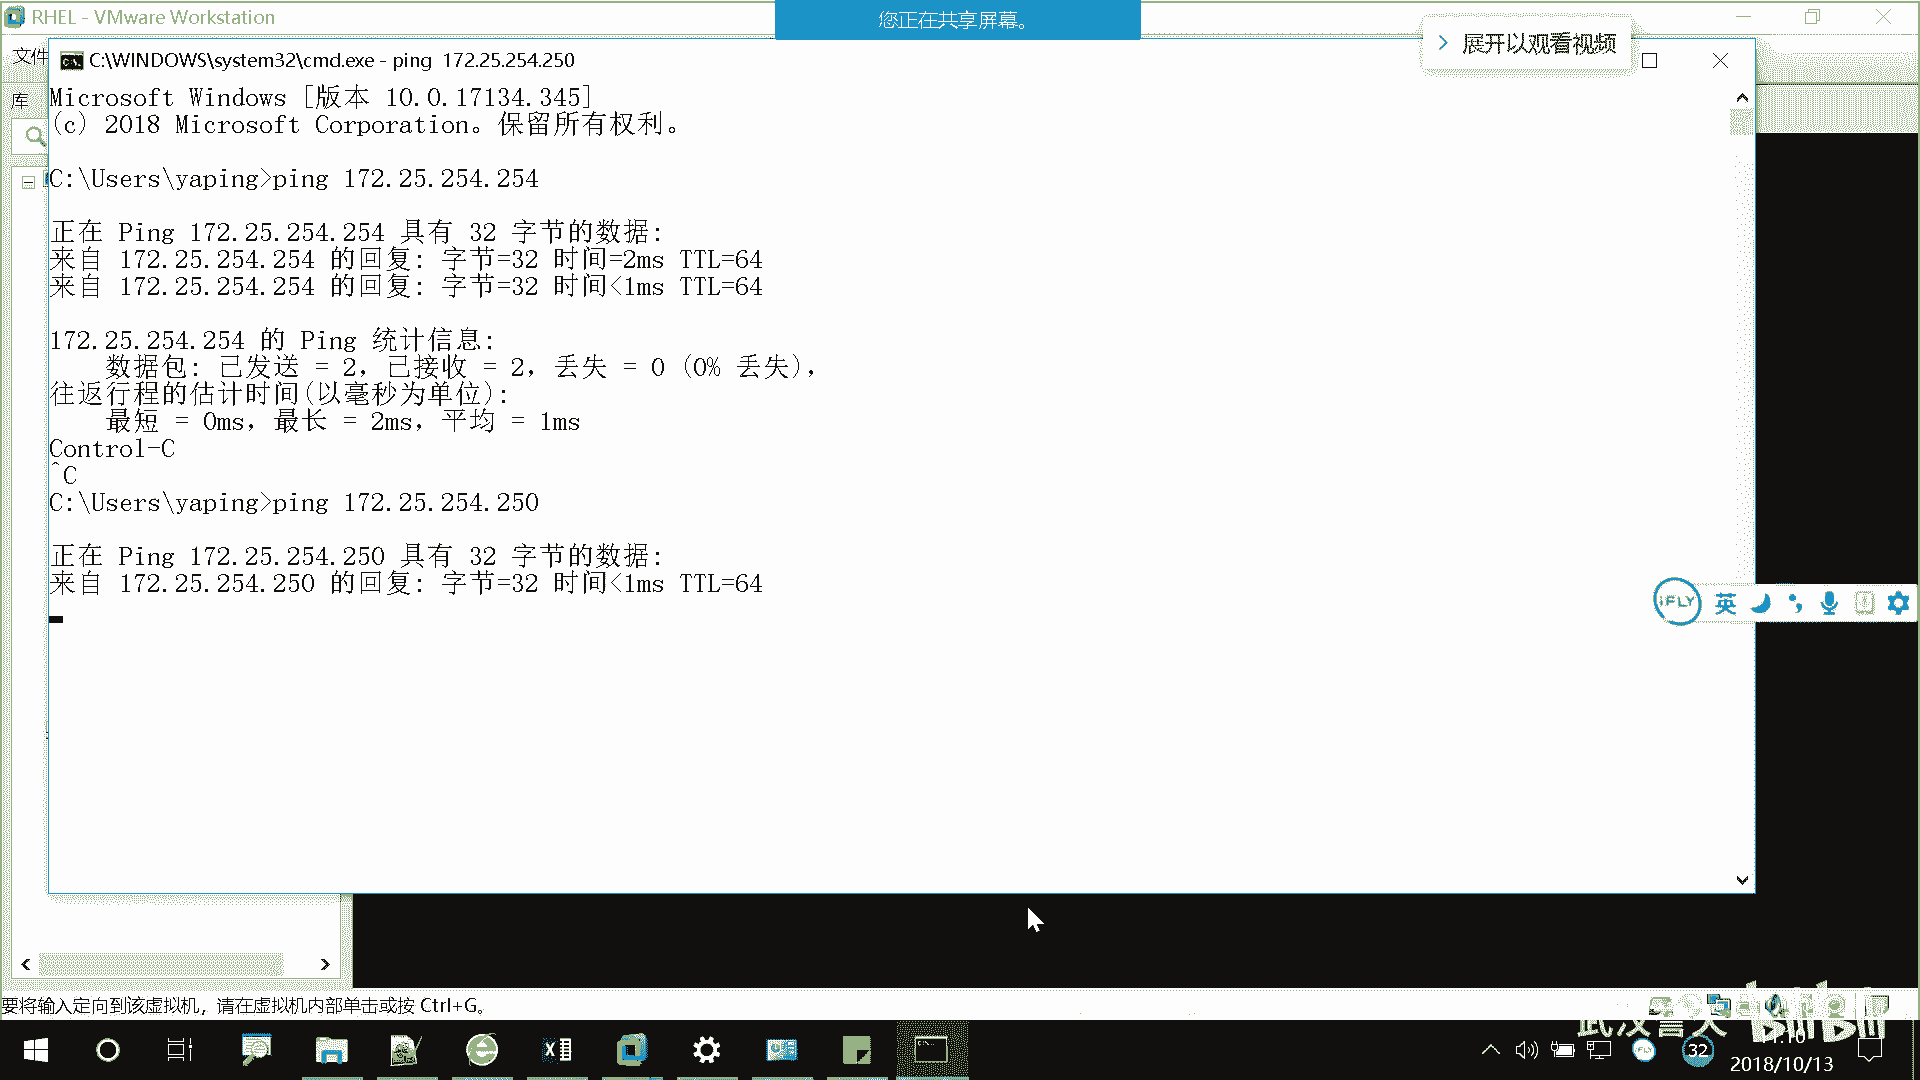 RHEL - VMware Workstation
您正在共享屏幕。
展开以观看视频
文件
C:\WINDOWS\system32\cmd.exe - ping  172.25.254.250
库
Microsoft Windows [版本 10.0.17134.345]
(c) 2018 Microsoft Corporation。保留所有权利。
C:\Users\yaping>ping 172.25.254.254
正在 Ping 172.25.254.254 具有 32 字节的数据:
来自 172.25.254.254 的回复: 字节=32 时间=2ms TTL=64
来自 172.25.254.254 的回复: 字节=32 时间<1ms TTL=64
172.25.254.254 的 Ping 统计信息:
数据包: 已发送 = 2，已接收 = 2，丢失 = 0 (0% 丢失)，
往返行程的估计时间(以毫秒为单位):
最短 = 0ms，最长 = 2ms，平均 = 1ms
Control-C
^C
C:\Users\yaping>ping 172.25.254.250
正在 Ping 172.25.254.250 具有 32 字节的数据:
来自 172.25.254.250 的回复: 字节=32 时间<1ms TTL=64
iFLY 英
要将输入定向到该虚拟机，请在虚拟机内部单击或按 Ctrl+G。
bilibili
32
2018/10/13